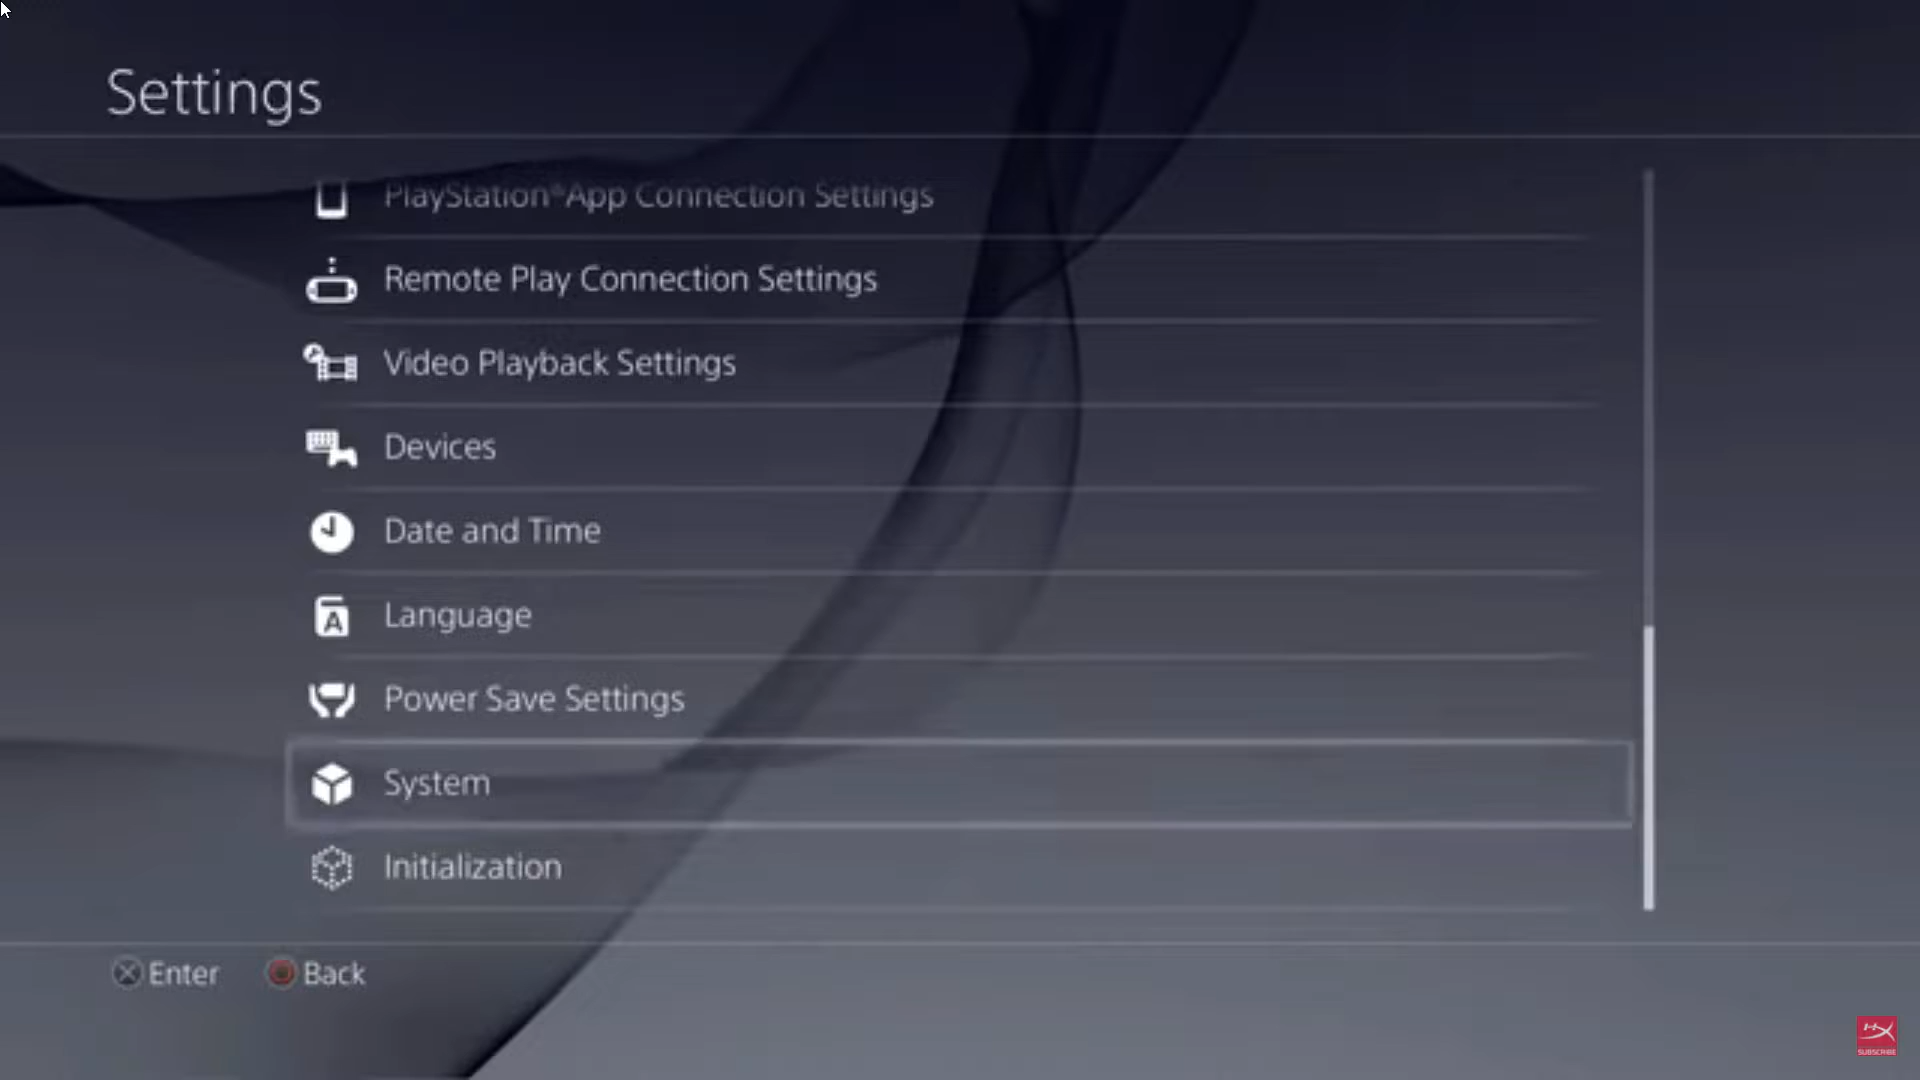 Settings
PlayStation®App Connection Settings
Remote Play Connection Settings
Video Playback Settings
Devices
Date and Time
Language
Power Save Settings
System
Initialization
Enter Back
SUBSCRIBE